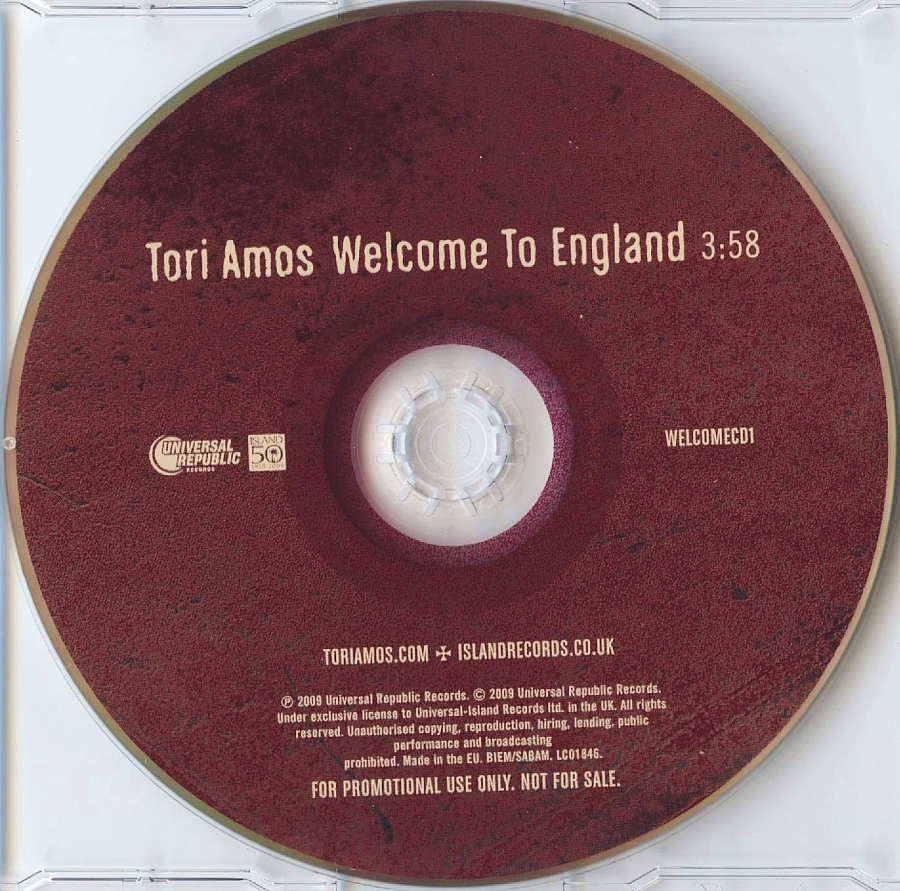 Tori Amos Welcome To England 3:58
UNIVERSAL
REPUBLIC
RECORDS
ISLAND
50
1959-2009
WELCOMECD1
TORIAMOS.COM ✠ ISLANDRECORDS.CO.UK
℗ 2009 Universal Republic Records. © 2009 Universal Republic Records.
Under exclusive license to Universal-Island Records ltd. in the UK. All rights
reserved. Unauthorised copying, reproduction, hiring, lending, public
performance and broadcasting
prohibited. Made in the EU. BIEM/SABAM. LC01846.
FOR PROMOTIONAL USE ONLY. NOT FOR SALE.